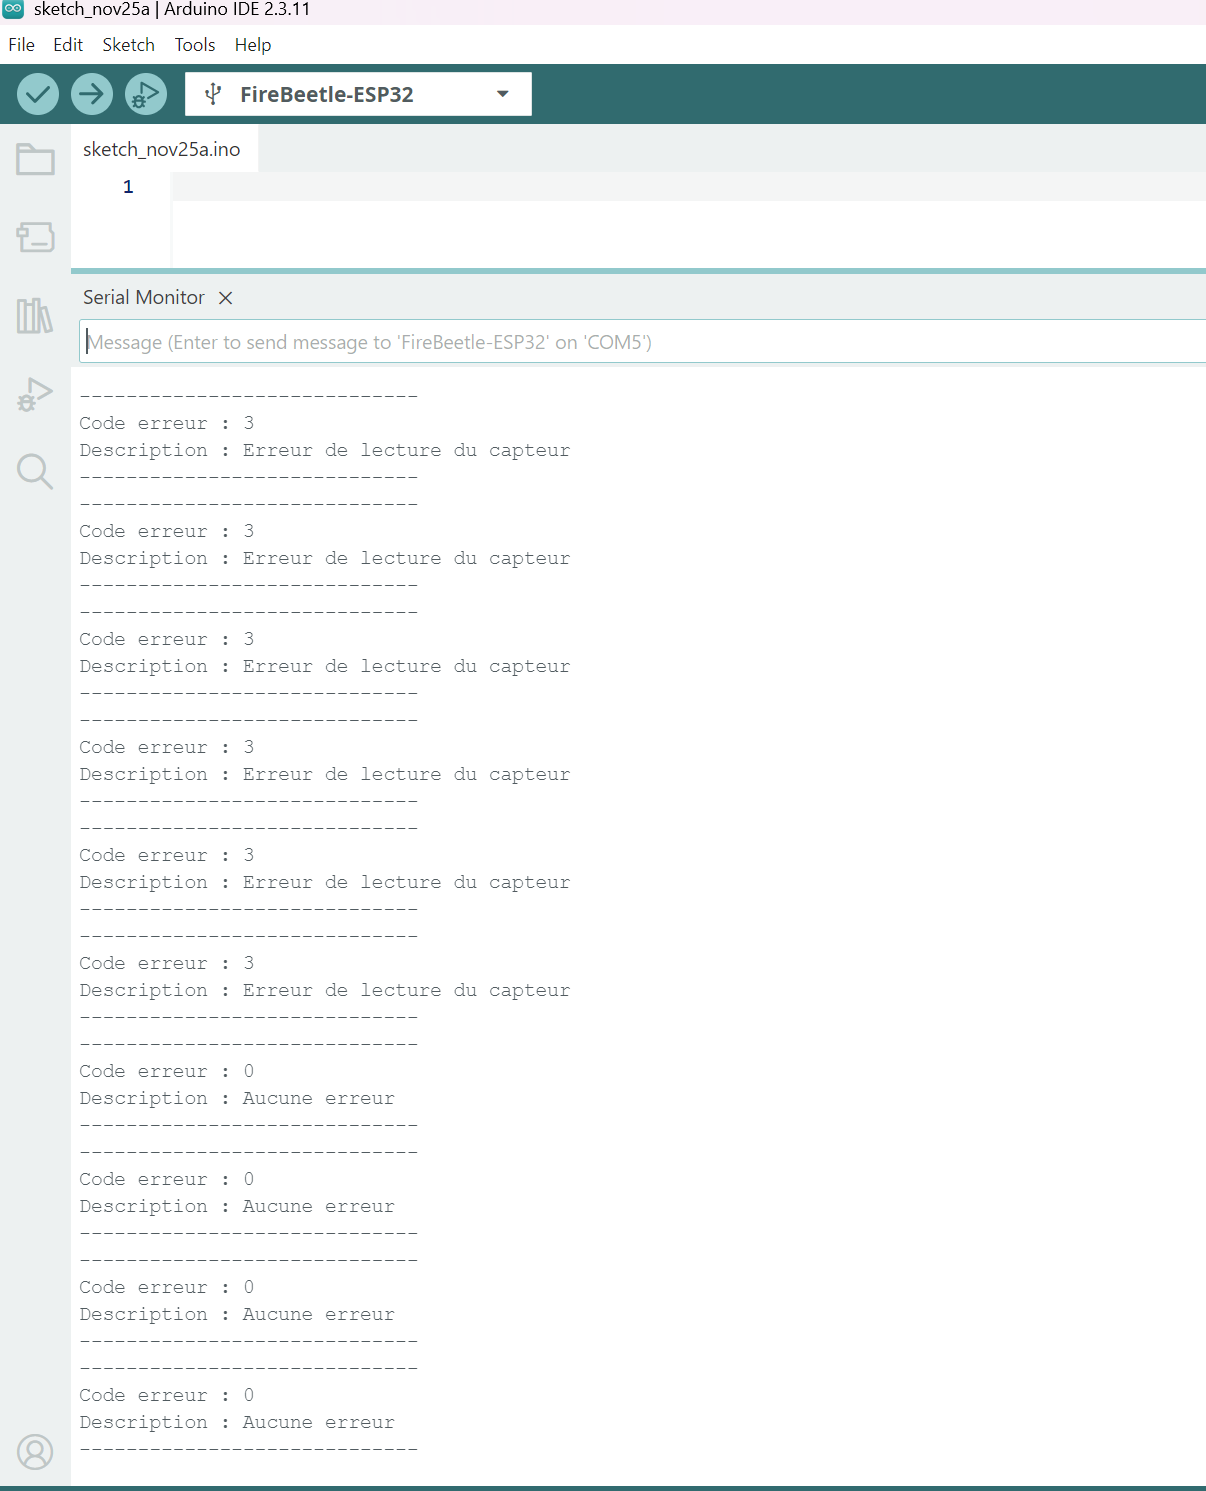 sketch_nov25a | Arduino IDE 2.3.11
File Edit Sketch Tools Help
FireBeetle-ESP32
sketch_nov25a.ino
1
Serial Monitor
Message (Enter to send message to 'FireBeetle-ESP32' on 'COM5')
-----------------------------
Code erreur : 3
Description : Erreur de lecture du capteur
-----------------------------
-----------------------------
Code erreur : 3
Description : Erreur de lecture du capteur
-----------------------------
-----------------------------
Code erreur : 3
Description : Erreur de lecture du capteur
-----------------------------
-----------------------------
Code erreur : 3
Description : Erreur de lecture du capteur
-----------------------------
-----------------------------
Code erreur : 3
Description : Erreur de lecture du capteur
-----------------------------
-----------------------------
Code erreur : 3
Description : Erreur de lecture du capteur
-----------------------------
-----------------------------
Code erreur : 0
Description : Aucune erreur
-----------------------------
-----------------------------
Code erreur : 0
Description : Aucune erreur
-----------------------------
-----------------------------
Code erreur : 0
Description : Aucune erreur
-----------------------------
-----------------------------
Code erreur : 0
Description : Aucune erreur
-----------------------------